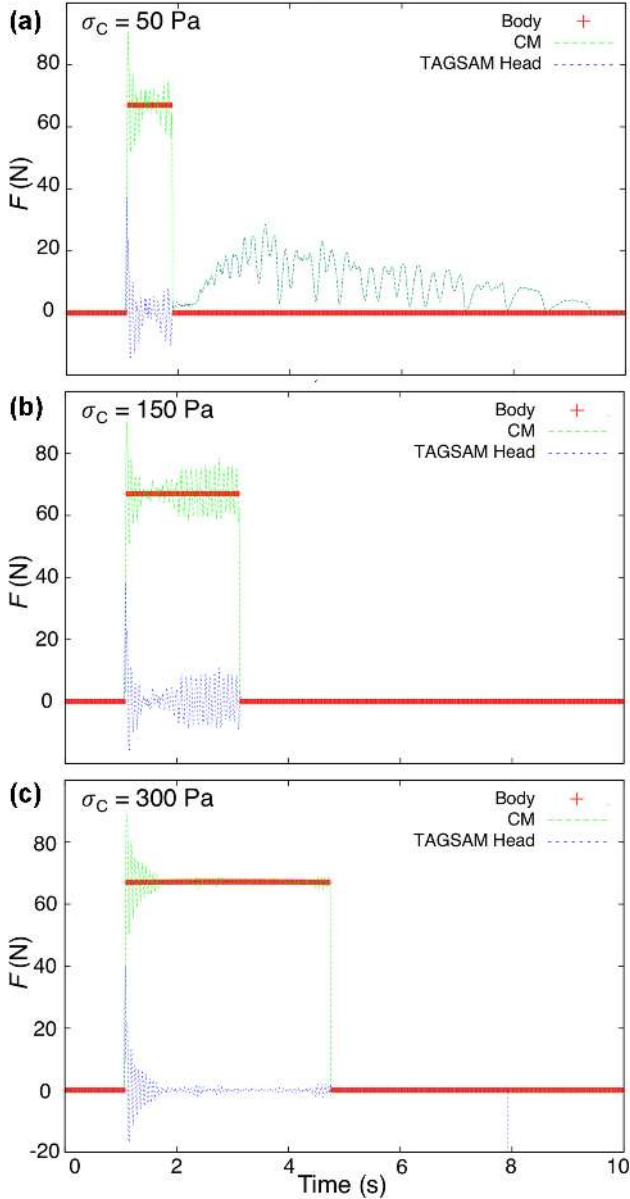 (a)
σC = 50 Pa
Body
CM
TAGSAM Head
80
60
40
20
0
F (N)
(b)
σC = 150 Pa
Body
CM
TAGSAM Head
80
60
40
20
0
F (N)
(c)
σC = 300 Pa
Body
CM
TAGSAM Head
80
60
40
20
0
-20
F (N)
0 2 4 6 8 10
Time (s)